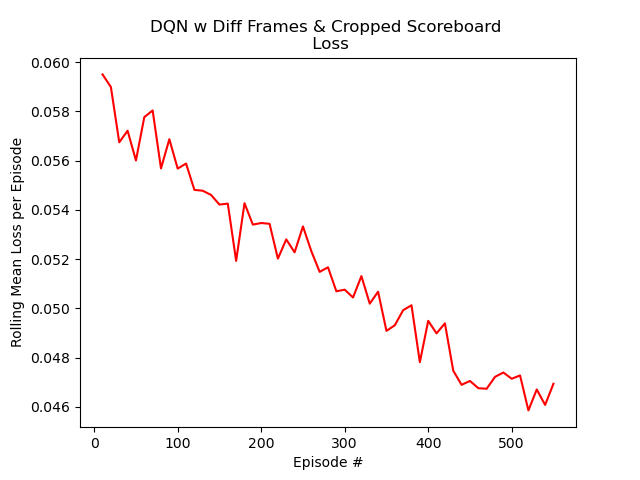 DQN w Diff Frames & Cropped Scoreboard
Loss
0.060
0.058
0.056
0.054
0.052
0.050
0.048
0.046
Rolling Mean Loss per Episode
0 100 200 300 400 500
Episode #